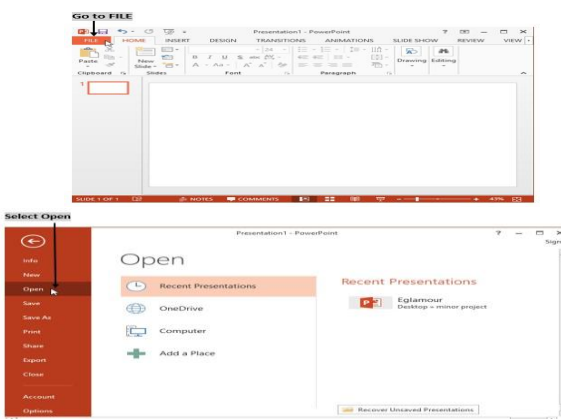 Go to FILE
Presentation1 - PowerPoint
FILE HOME INSERT DESIGN TRANSITIONS ANIMATIONS SLIDE SHOW REVIEW VIEW
Paste New Slide Drawing Editing
Clipboard Slides Font Paragraph
1
SLIDE 1 OF 1 NOTES COMMENTS 43%
Select Open
Presentation1 - PowerPoint
Sign
Info
New
Open
Save
Save As
Print
Share
Export
Close
Account
Options
Open
Recent Presentations
OneDrive
Computer
Add a Place
Recent Presentations
Eglamour
Desktop » minor project
Recover Unsaved Presentations